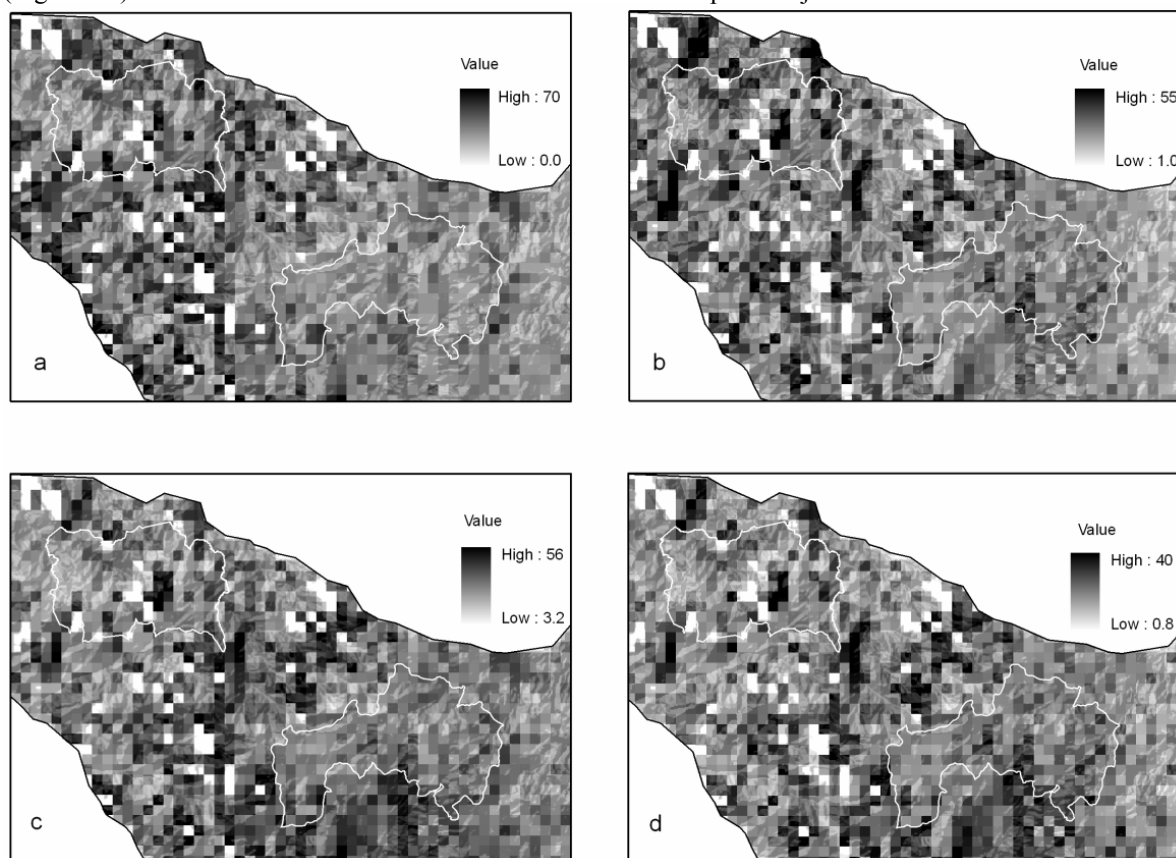 Value
High : 70
Low : 0.0
a
Value
High : 55
Low : 1.0
b
Value
High : 56
Low : 3.2
c
Value
High : 40
Low : 0.8
d